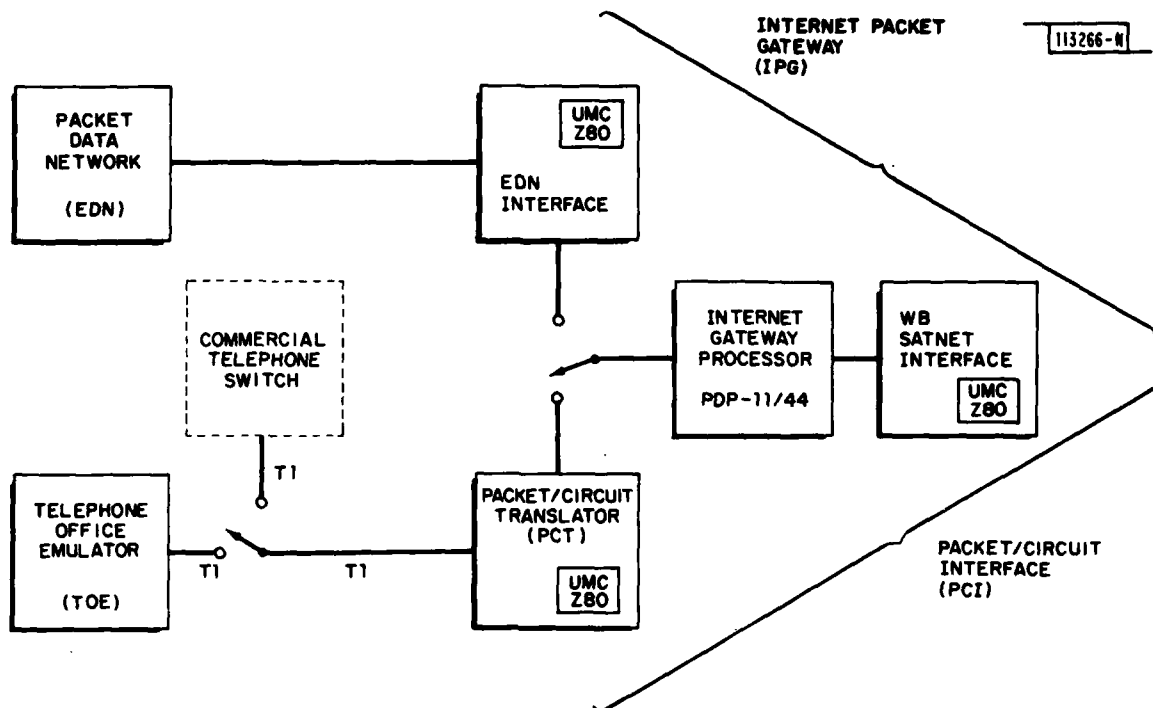 INTERNET PACKET
GATEWAY
(IPG)
113266-N
PACKET
DATA
NETWORK
(EDN)
UMC
Z80
EDN
INTERFACE
COMMERCIAL
TELEPHONE
SWITCH
T1
INTERNET
GATEWAY
PROCESSOR
PDP-11/44
WB
SATNET
INTERFACE
UMC
Z80
TELEPHONE
OFFICE
EMULATOR
(TOE)
T1
T1
PACKET/CIRCUIT
TRANSLATOR
(PCT)
UMC
Z80
PACKET/CIRCUIT
INTERFACE
(PCI)